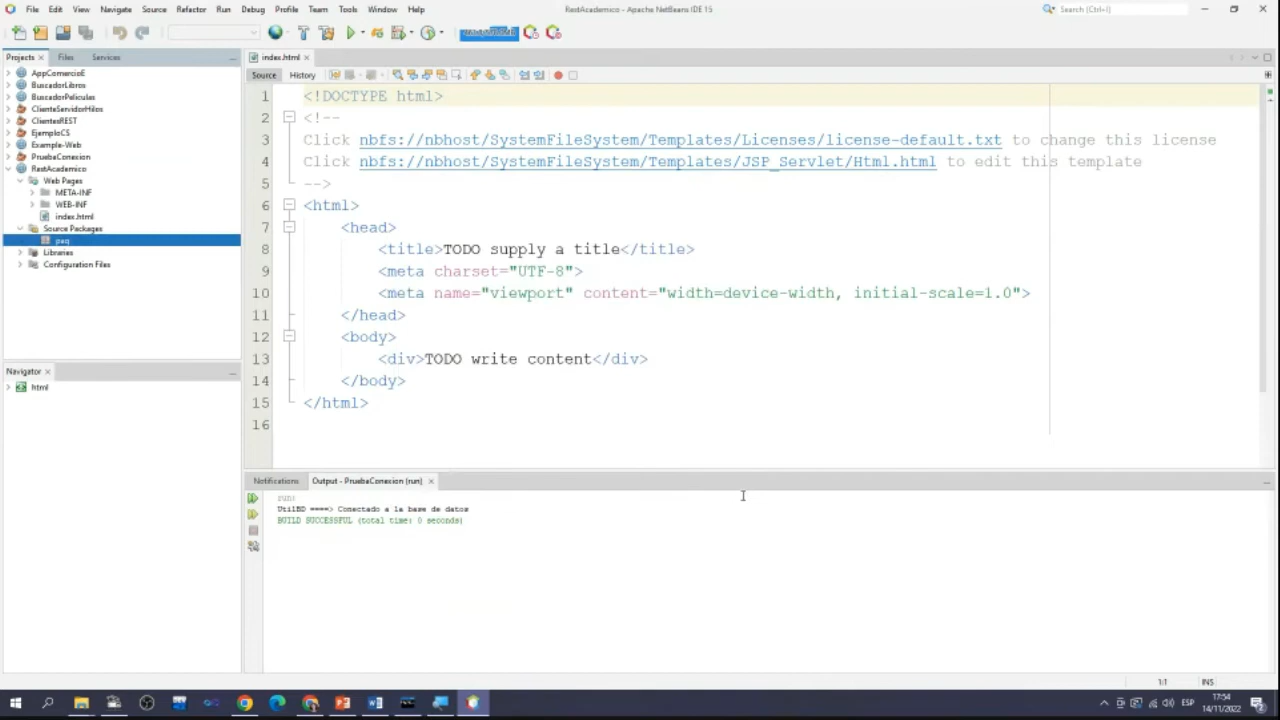 File Edit View Navigate Source Refactor Run Debug Profile Team Tools Window Help
RestAcademico - Apache NetBeans IDE 15
Search (Ctrl+I)
Projects
Files
Services
index.html
Source
History
AppComercioE
BuscadorLibros
BuscadorPeliculas
ClienteServidorHilos
ClientesREST
EjemploCS
Example-Web
PruebaConexion
RestAcademico
Web Pages
META-INF
WEB-INF
index.html
Source Packages
paq
Libraries
Configuration Files
Navigator
html
1 <!DOCTYPE html>
2 <!--
3 Click nbfs://nbhost/SystemFileSystem/Templates/Licenses/license-default.txt to change this license
4 Click nbfs://nbhost/SystemFileSystem/Templates/JSP_Servlet/Html.html to edit this template
5 -->
6 <html>
7 <head>
8 <title>TODO supply a title</title>
9 <meta charset="UTF-8">
10 <meta name="viewport" content="width=device-width, initial-scale=1.0">
11 </head>
12 <body>
13 <div>TODO write content</div>
14 </body>
15 </html>
16
Notifications
Output - PruebaConexion (run)
run:
UtilBD ====> Conectado a la base de datos
BUILD SUCCESSFUL (total time: 0 seconds)
1:1
INS
ESP
17:54
14/11/2022